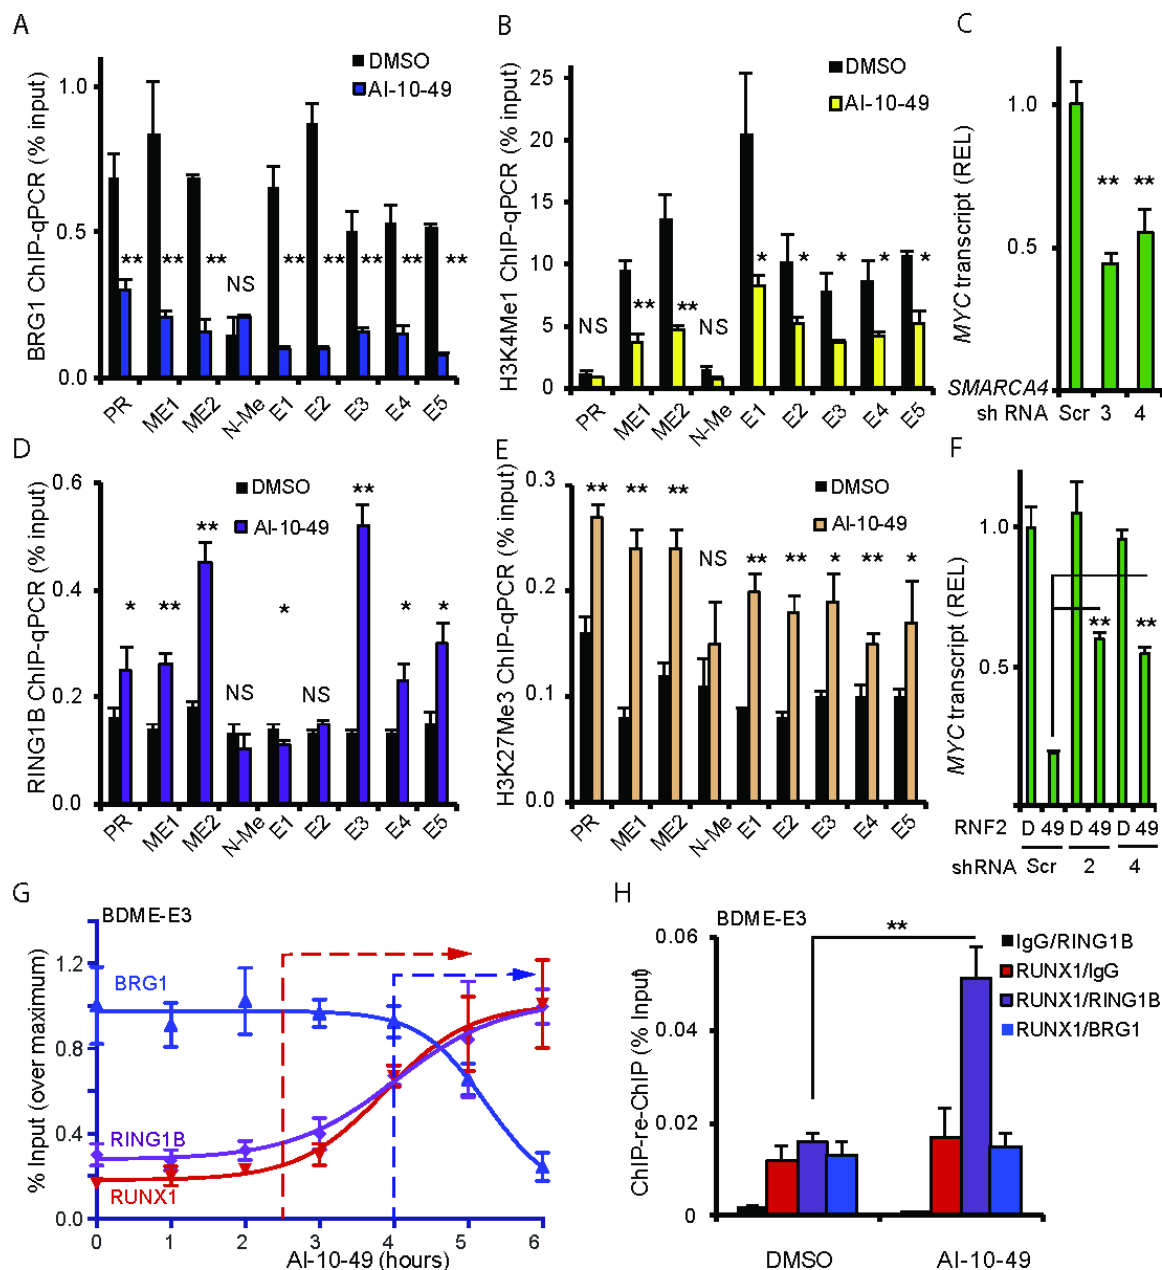 A
BRG1 ChIP-qPCR (% input)
1.0
0.5
0.0
DMSO
AI-10-49
** ** ** NS ** ** ** ** **
PR ME1 ME2 N-Me E1 E2 E3 E4 E5
B
H3K4Me1 ChIP-qPCR (% input)
25
20
15
10
5
0
DMSO
AI-10-49
NS ** ** NS * * * * *
PR ME1 ME2 N-Me E1 E2 E3 E4 E5
C
MYC transcript (REL)
1.0
0.5
** **
SMARCA4
sh RNA Scr 3 4
D
RING1B ChIP-qPCR (% input)
0.6
0.4
0.2
0.0
DMSO
AI-10-49
* ** ** NS * NS ** * *
PR ME1 ME2 N-Me E1 E2 E3 E4 E5
E
H3K27Me3 ChIP-qPCR (% input)
0.3
0.2
0.1
0.0
DMSO
AI-10-49
** ** ** NS ** ** * ** *
PR ME1 ME2 N-Me E1 E2 E3 E4 E5
F
MYC transcript (REL)
1.0
0.5
** **
RNF2 D 49 D 49 D 49
shRNA Scr 2 4
G
BDME-E3
% Input (over maximum)
1.2
0.8
0.4
0.0
BRG1
RING1B
RUNX1
0 1 2 3 4 5 6
AI-10-49 (hours)
H
BDME-E3
ChIP-re-ChIP (% Input)
0.06
0.04
0.02
0
**
IgG/RING1B
RUNX1/IgG
RUNX1/RING1B
RUNX1/BRG1
DMSO AI-10-49